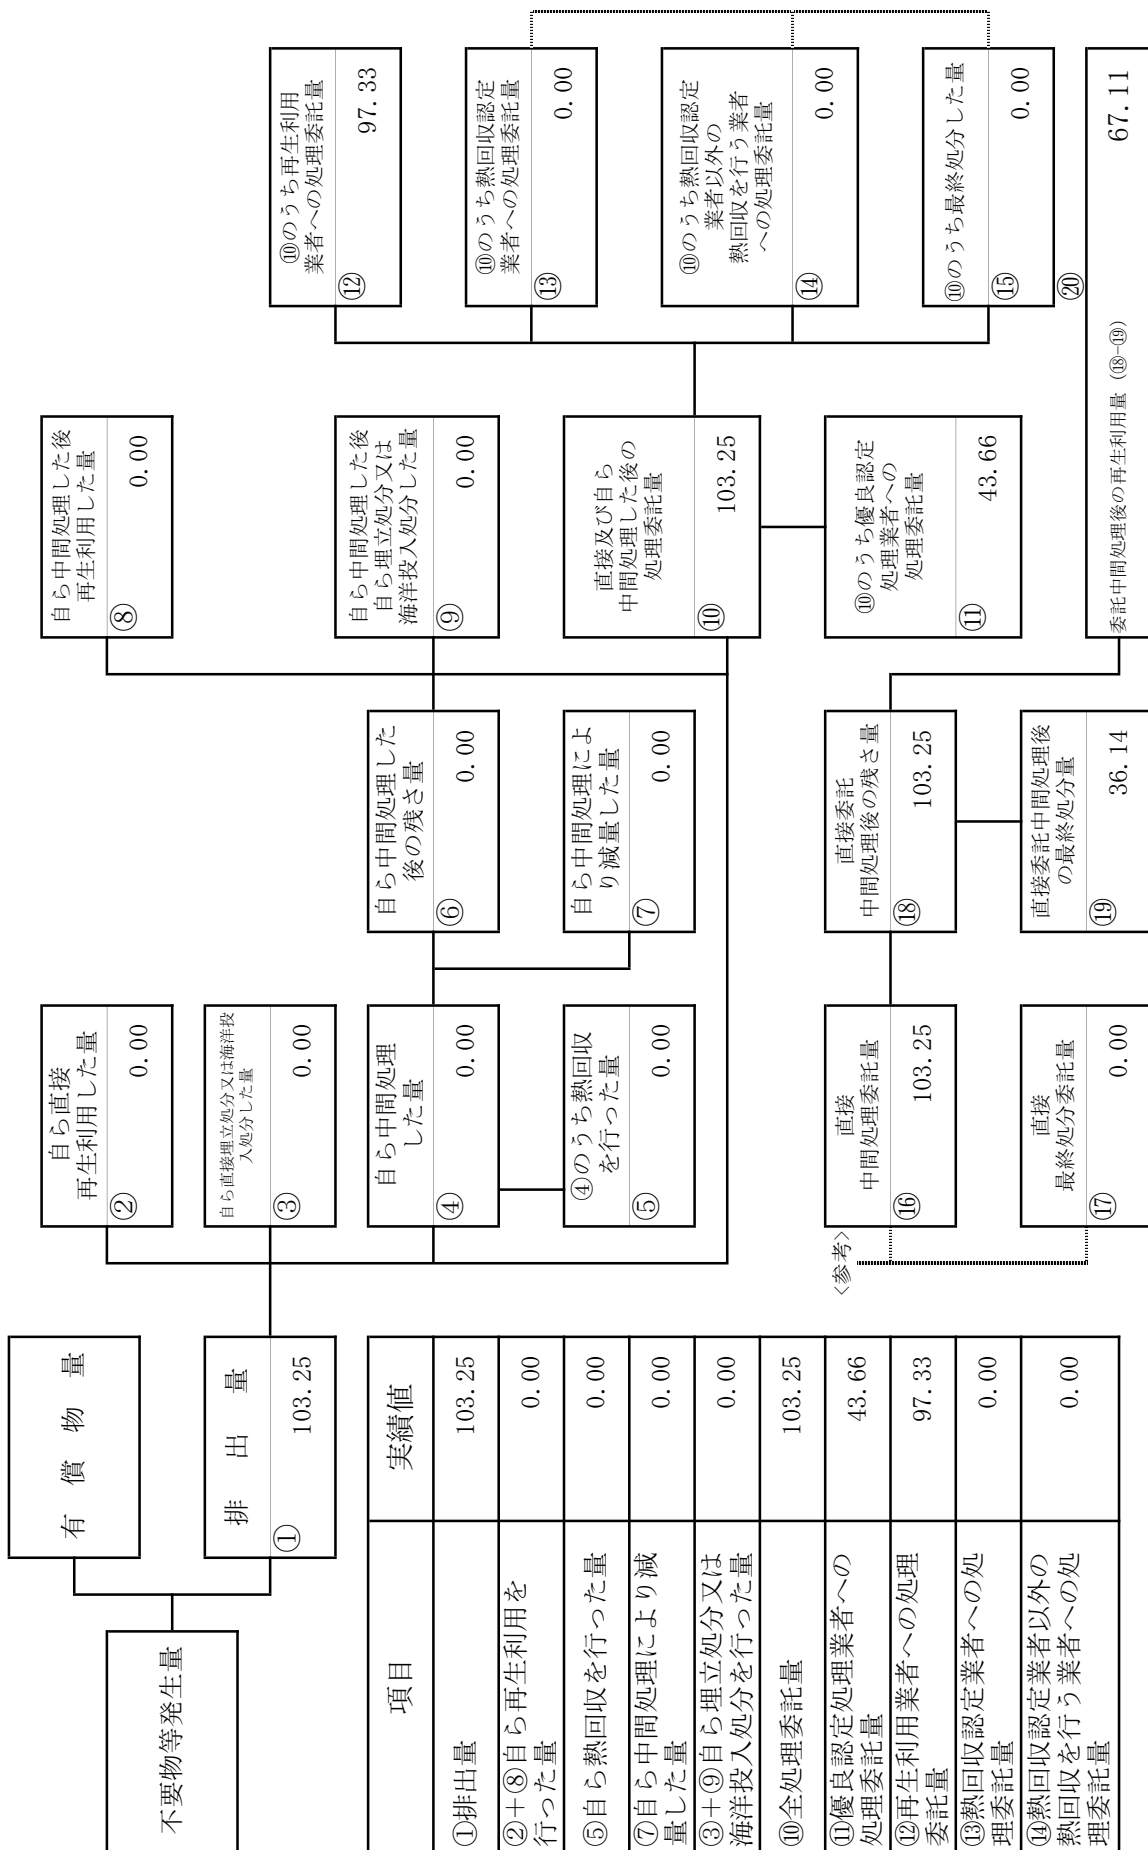 不要物等発生量
有償物量
排出量
①
103.25
自ら直接
再生利用した量
②
0.00
自ら直接埋立処分又は海洋投
入処分した量
③
0.00
自ら中間処理
した量
④
0.00
④のうち熱回収
を行った量
⑤
0.00
自ら中間処理した
後の残さ量
⑥
0.00
自ら中間処理によ
り減量した量
⑦
0.00
自ら中間処理した後
再生利用した量
⑧
0.00
自ら中間処理した後
自ら埋立処分又は
海洋投入処分した量
⑨
0.00
直接及び自ら
中間処理した後の
処理委託量
⑩
103.25
⑩のうち優良認定
処理業者への
処理委託量
⑪
43.66
⑩のうち再生利用
業者への処理委託量
⑫
97.33
⑩のうち熱回収認定
業者への処理委託量
⑬
0.00
⑩のうち熱回収認定
業者以外の
熱回収を行う業者
への処理委託量
⑭
0.00
⑩のうち最終処分した量
⑮
0.00
項目
実績値
①排出量
103.25
②＋⑧自ら再生利用を
行った量
0.00
⑤自ら熱回収を行った量
0.00
⑦自ら中間処理により減
量した量
0.00
③＋⑨自ら埋立処分又は
海洋投入処分を行った量
0.00
⑩全処理委託量
103.25
⑪優良認定処理業者への
処理委託量
43.66
⑫再生利用業者への処理
委託量
97.33
⑬熱回収認定業者への処
理委託量
0.00
⑭熱回収認定業者以外の
熱回収を行う業者への処
理委託量
0.00
〈参考〉
直接
中間処理委託量
⑯
103.25
直接
最終処分委託量
⑰
0.00
直接委託
中間処理後の残さ量
⑱
103.25
直接委託中間処理後
の最終処分量
⑲
36.14
委託中間処理後の再生利用量（⑱-⑲）
⑳
67.11